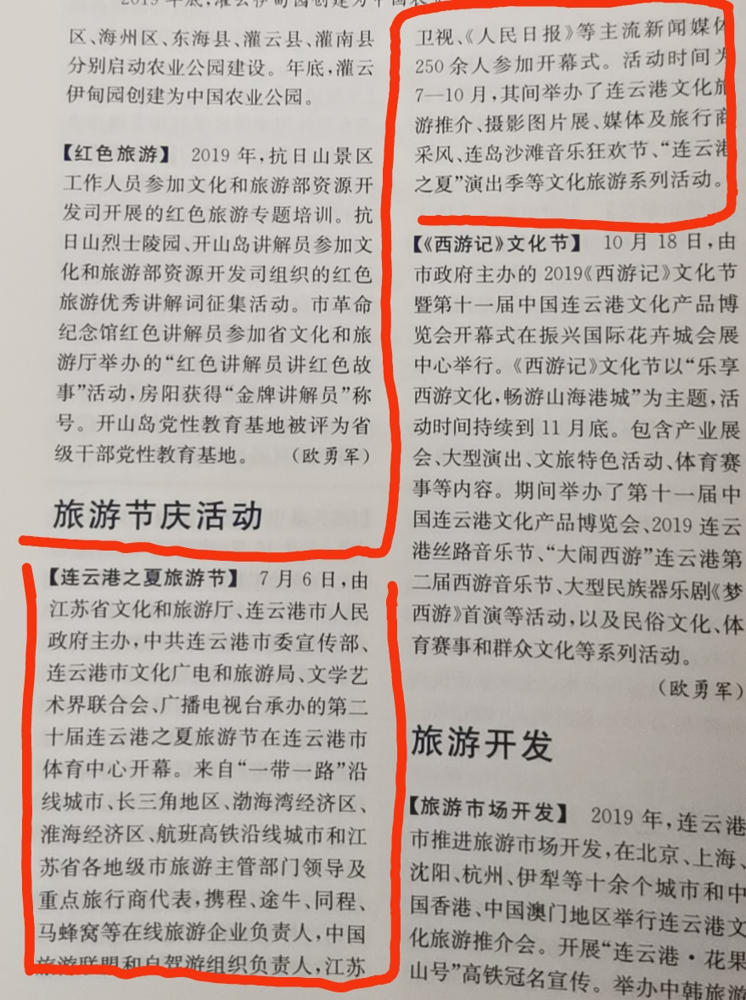 区、海州区、东海县、灌云县、灌南县
分别启动农业公园建设。年底,灌云
伊甸园创建为中国农业公园。
【红色旅游】 2019 年,抗日山景区
工作人员参加文化和旅游部资源开
发司开展的红色旅游专题培训。抗
日山烈士陵园、开山岛讲解员参加文
化和旅游部资源开发司组织的红色
旅游优秀讲解词征集活动。市革命
纪念馆红色讲解员参加省文化和旅
游厅举办的“红色讲解员讲红色故
事”活动,房阳获得“金牌讲解员”称
号。开山岛党性教育基地被评为省
级干部党性教育基地。 (欧勇军)
旅游节庆活动
【连云港之夏旅游节】 7 月 6 日,由
江苏省文化和旅游厅、连云港市人民
政府主办,中共连云港市委宣传部、
连云港市文化广电和旅游局、文学艺
术界联合会、广播电视台承办的第二
十届连云港之夏旅游节在连云港市
体育中心开幕。来自“一带一路”沿
线城市、长三角地区、渤海湾经济区、
淮海经济区、航班高铁沿线城市和江
苏省各地级市旅游主管部门领导及
重点旅行商代表,携程、途牛、同程、
马蜂窝等在线旅游企业负责人,中国
旅游联盟和自驾游组织负责人,江苏
卫视、《人民日报》等主流新闻媒体
250 余人参加开幕式。活动时间为
7—10 月,其间举办了连云港文化旅
游推介、摄影图片展、媒体及旅行商
采风、连岛沙滩音乐狂欢节、“连云港
之夏”演出季等文化旅游系列活动。
【《西游记》文化节】 10 月 18 日,由
市政府主办的 2019《西游记》文化节
暨第十一届中国连云港文化产品博
览会开幕式在振兴国际花卉城会展
中心举行。《西游记》文化节以“乐享
西游文化,畅游山海港城”为主题,活
动时间持续到 11 月底。包含产业展
会、大型演出、文旅特色活动、体育赛
事等内容。期间举办了第十一届中
国连云港文化产品博览会、2019 连云
港丝路音乐节、“大闹西游”连云港第
二届西游音乐节、大型民族器乐剧《梦
西游》首演等活动,以及民俗文化、体
育赛事和群众文化等系列活动。
(欧勇军)
旅游开发
【旅游市场开发】 2019 年,连云港
市推进旅游市场开发,在北京、上海、
沈阳、杭州、伊犁等十余个城市和中
国香港、中国澳门地区举行连云港文
化旅游推介会。开展“连云港·花果
山号”高铁冠名宣传。举办中韩旅游